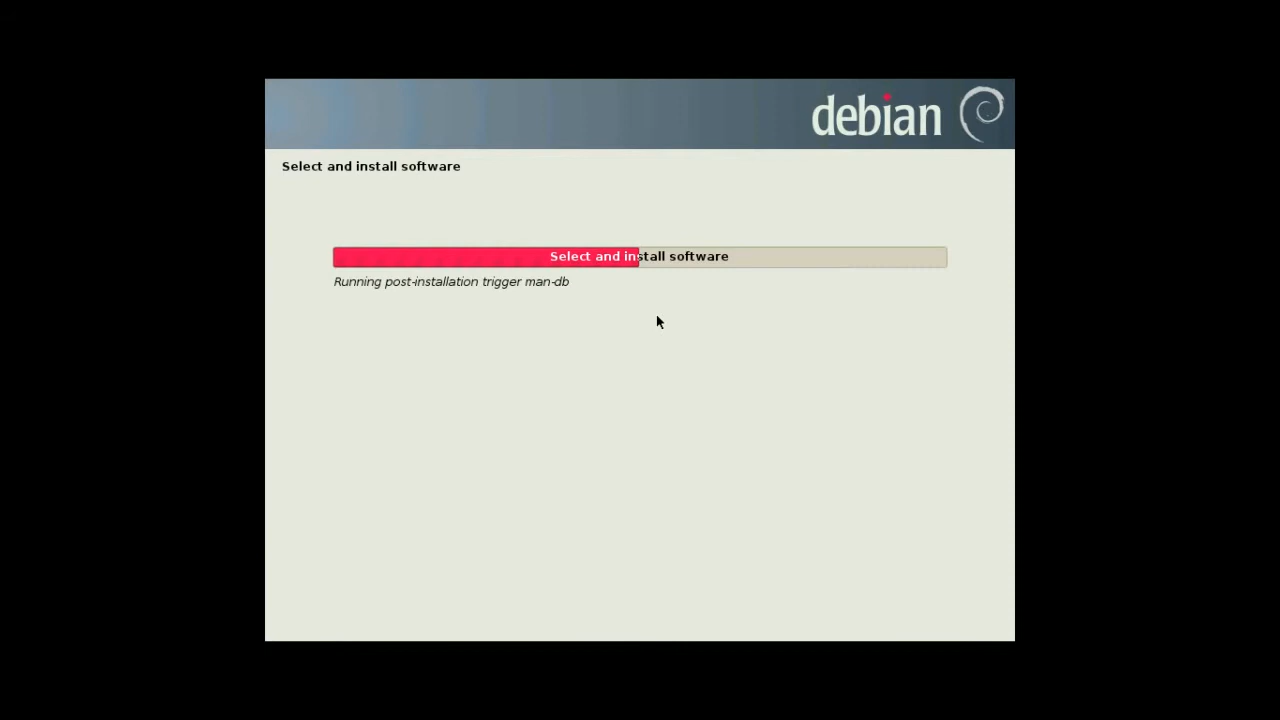 debian
Select and install software
Select and install software
Running post-installation trigger man-db